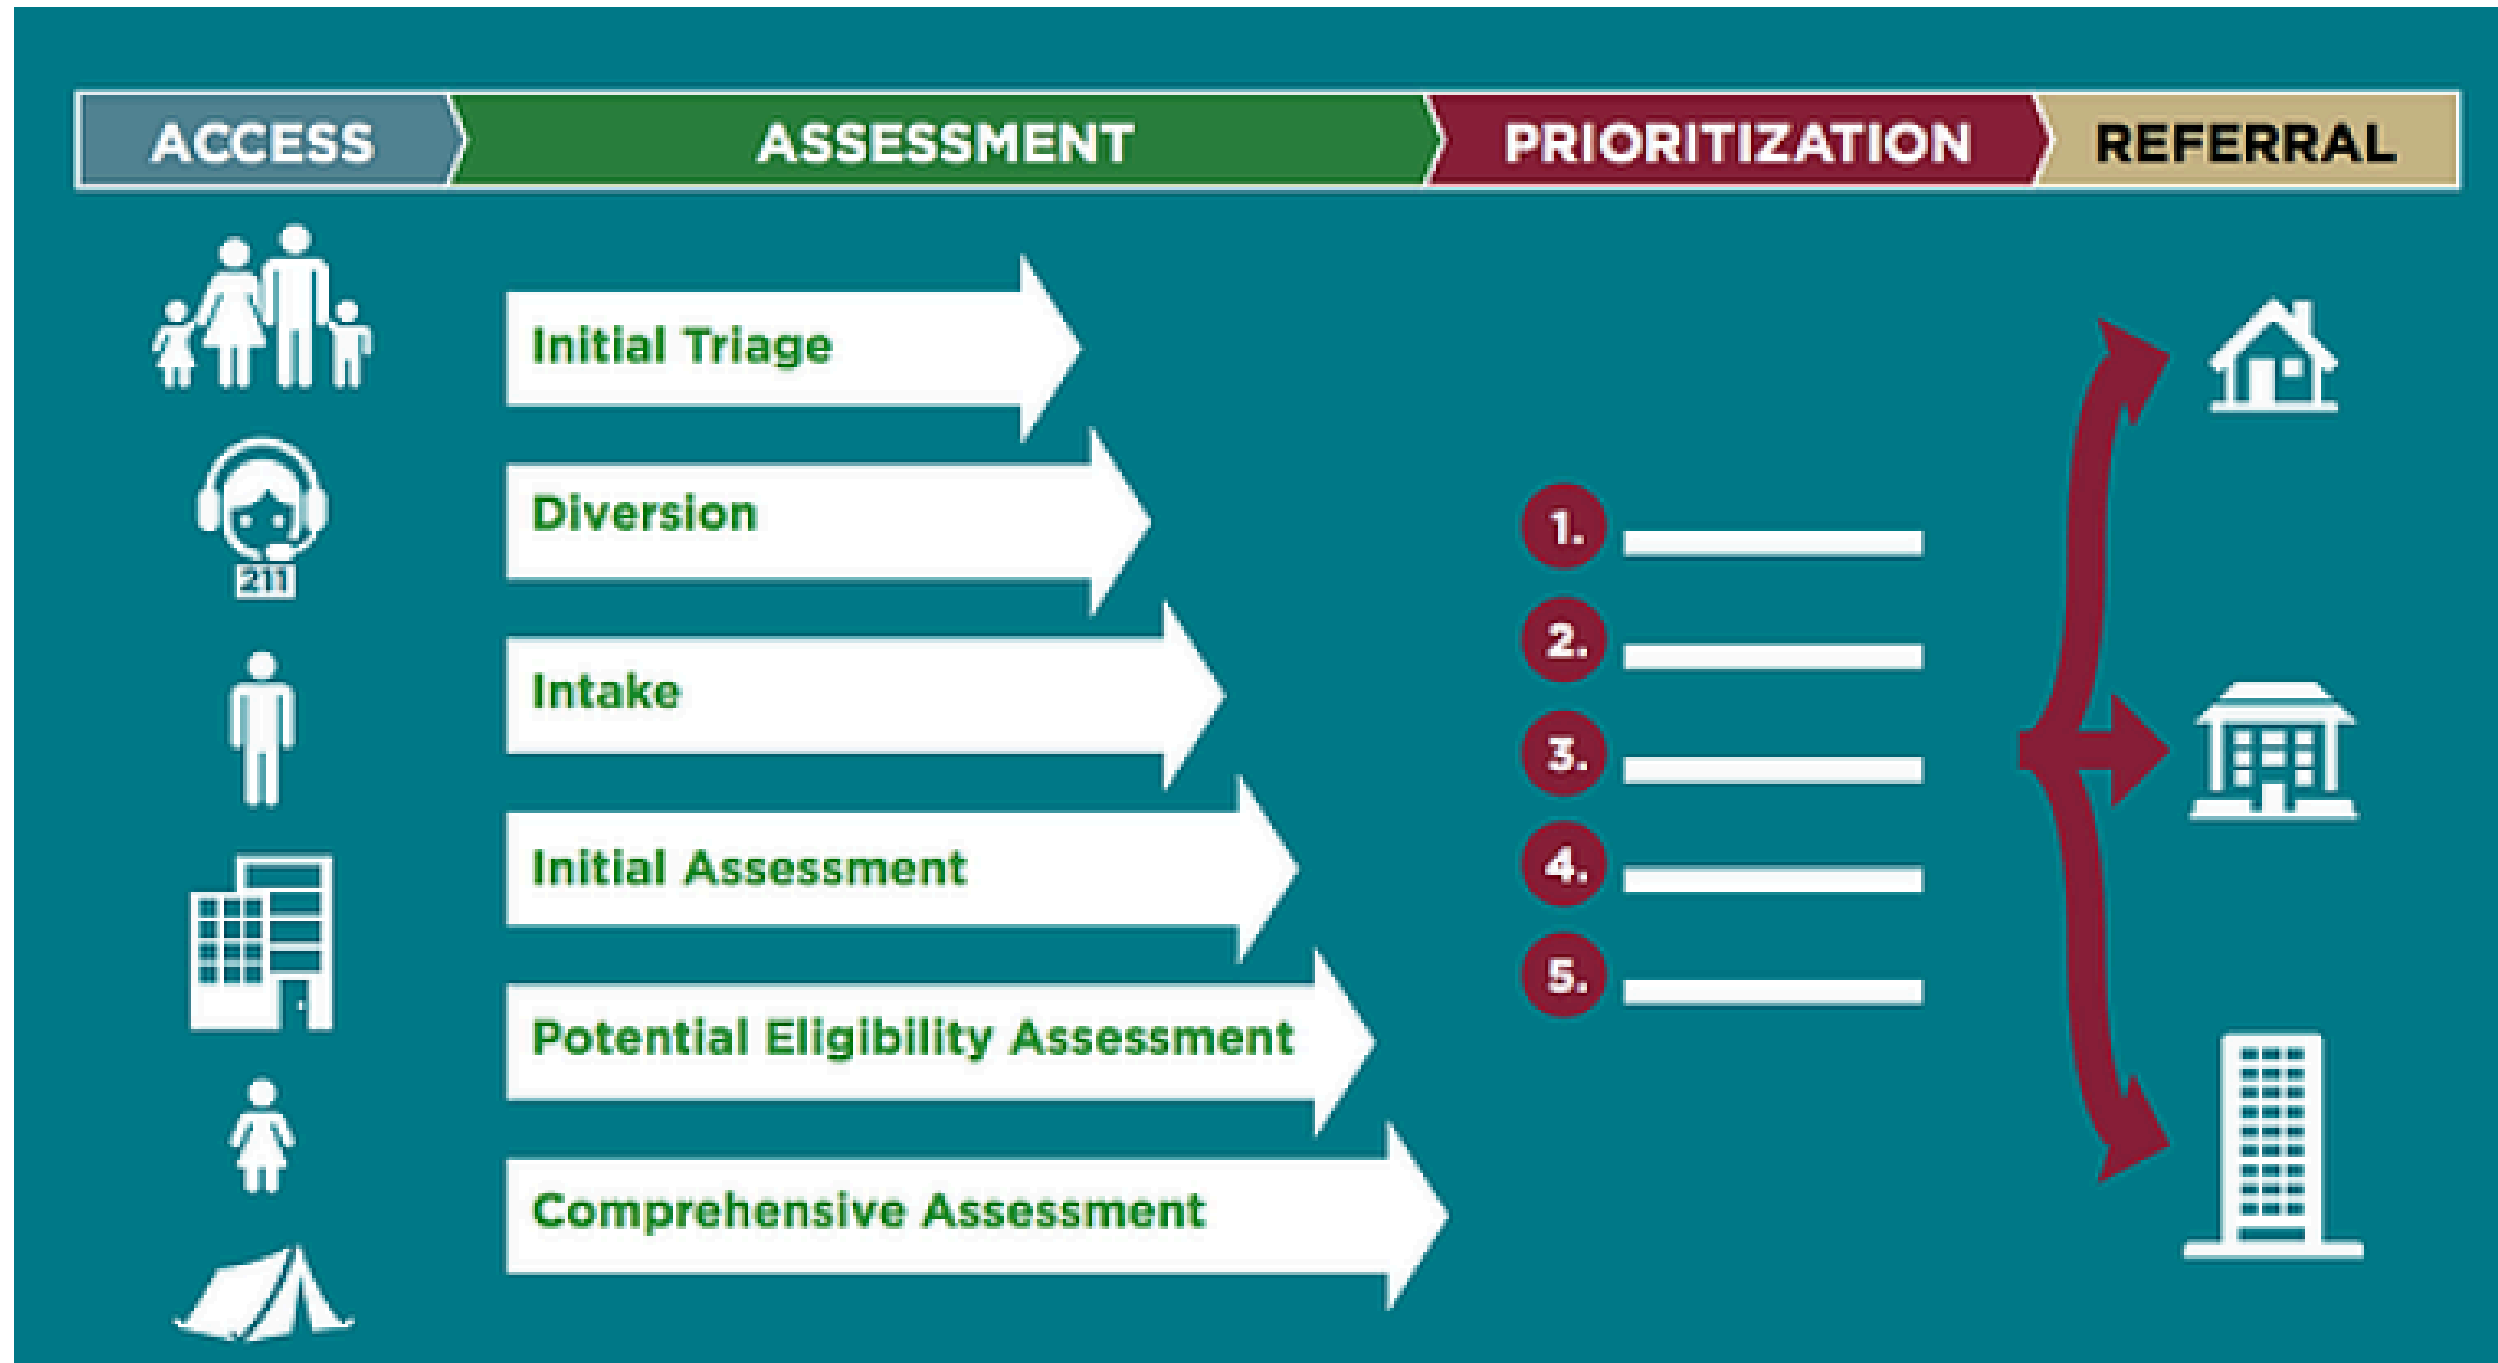 ACCESS
ASSESSMENT
PRIORITIZATION
REFERRAL
Initial Triage
Diversion
211
Intake
Initial Assessment
Potential Eligibility Assessment
Comprehensive Assessment
1.
2.
3.
4.
5.